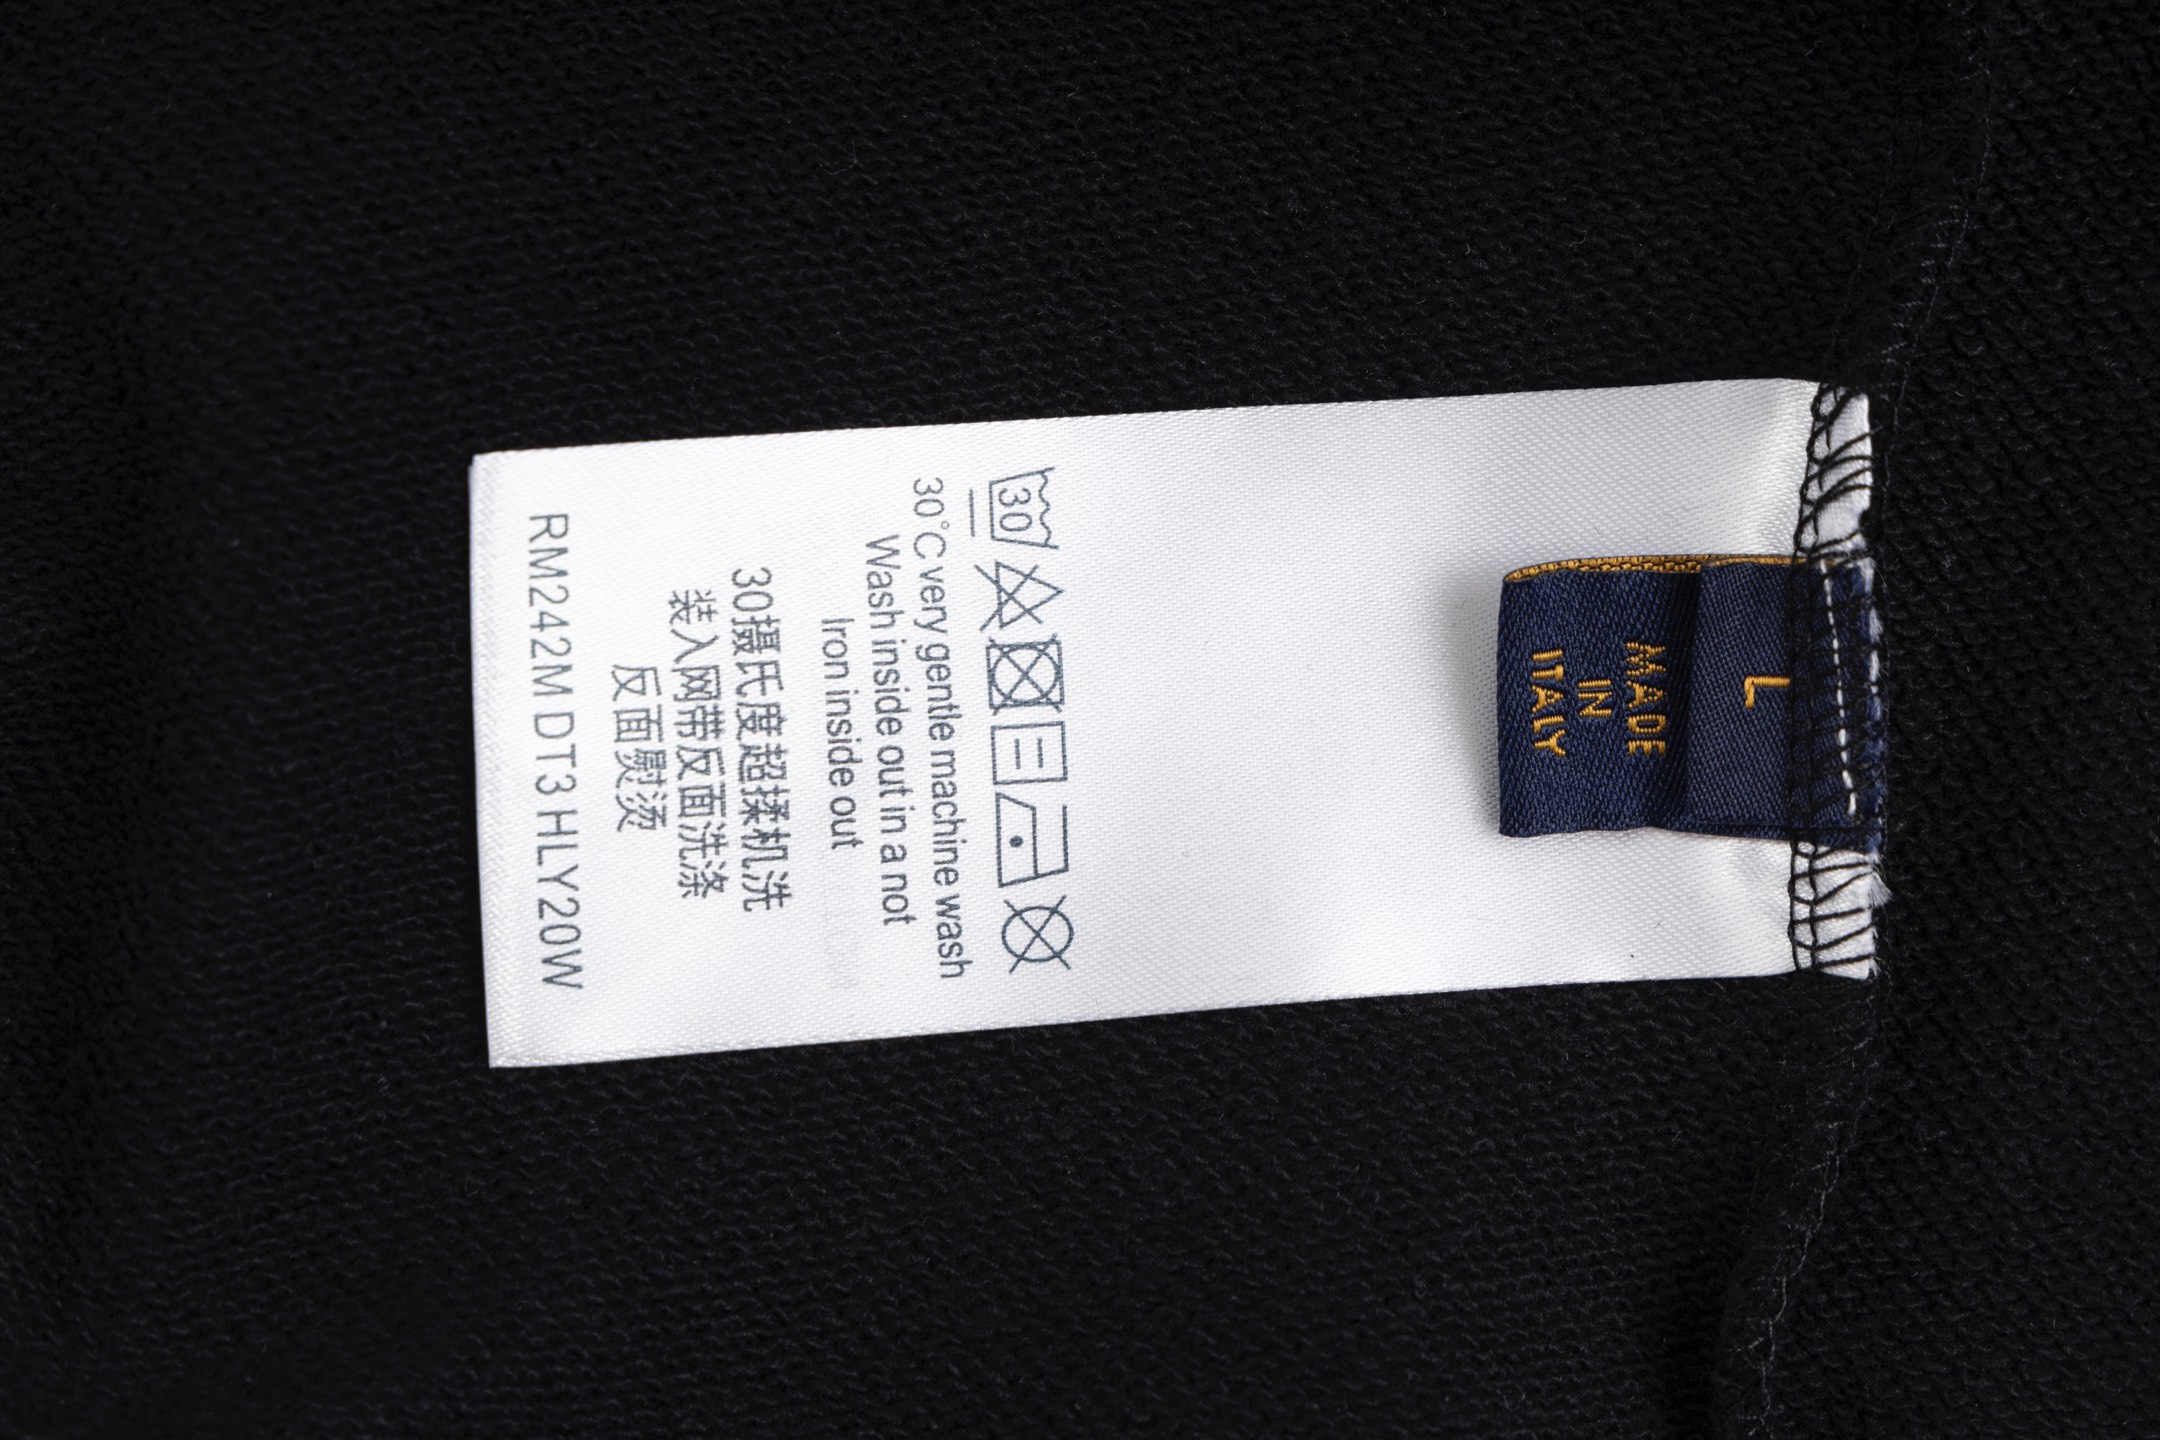 L
MADE
IN
ITALY
30
30°C very gentle machine wash
Wash inside out in a not
Iron inside out
30摄氏度超揉机洗
装入网带反面洗涤
反面熨烫
RM242M DT3 HLY20W